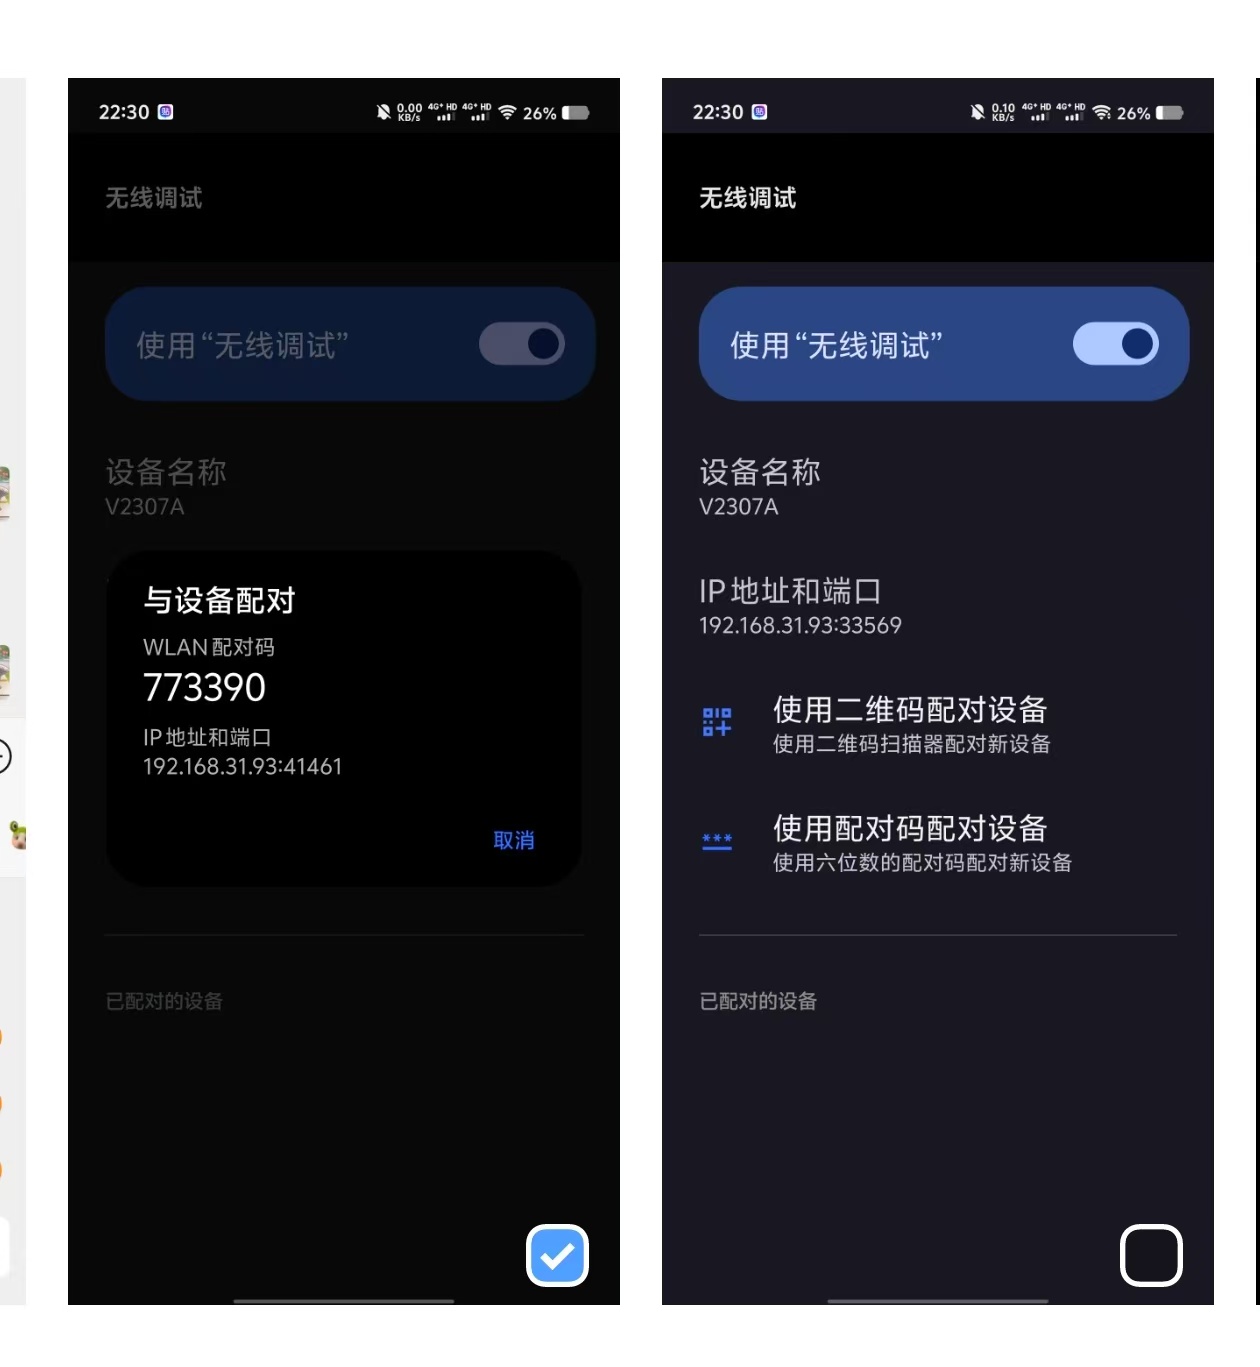 22:30
0.00 KB/s 4G+ HD 4G+ HD 26%
无线调试
使用“无线调试”
设备名称
V2307A
与设备配对
WLAN 配对码
773390
IP 地址和端口
192.168.31.93:41461
取消
已配对的设备
22:30
0.10 KB/s 4G+ HD 4G+ HD 26%
无线调试
使用“无线调试”
设备名称
V2307A
IP 地址和端口
192.168.31.93:33569
使用二维码配对设备
使用二维码扫描器配对新设备
使用配对码配对设备
使用六位数的配对码配对新设备
已配对的设备